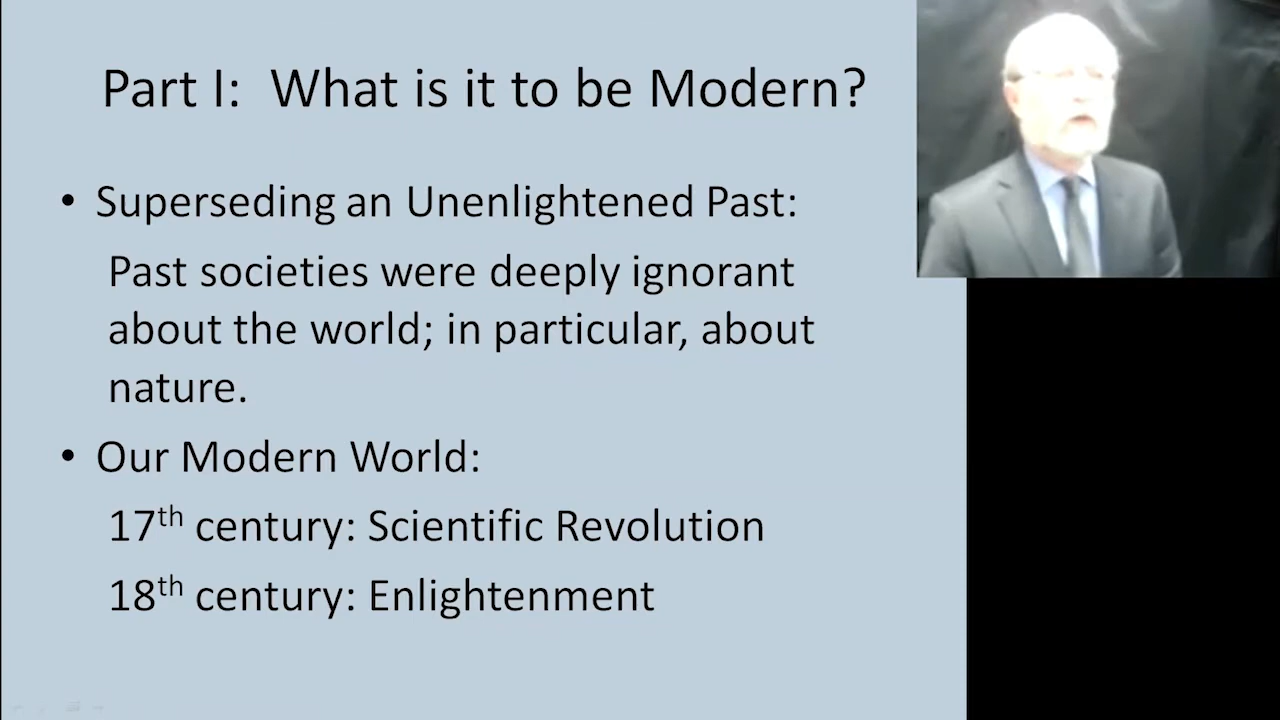 Part I:  What is it to be Modern?
• Superseding an Unenlightened Past:
Past societies were deeply ignorant
about the world; in particular, about
nature.
• Our Modern World:
17th century: Scientific Revolution
18th century: Enlightenment